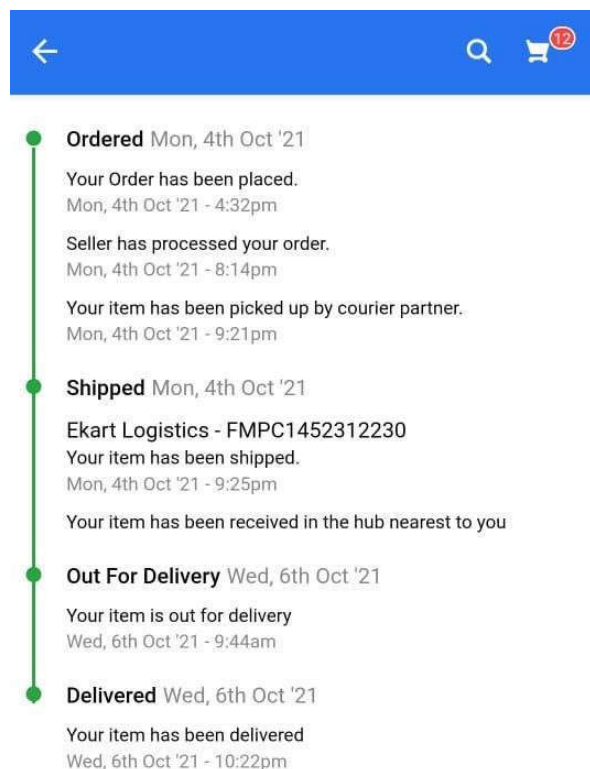 12
Ordered Mon, 4th Oct '21
Your Order has been placed.
Mon, 4th Oct '21 - 4:32pm
Seller has processed your order.
Mon, 4th Oct '21 - 8:14pm
Your item has been picked up by courier partner.
Mon, 4th Oct '21 - 9:21pm
Shipped Mon, 4th Oct '21
Ekart Logistics - FMPC1452312230
Your item has been shipped.
Mon, 4th Oct '21 - 9:25pm
Your item has been received in the hub nearest to you
Out For Delivery Wed, 6th Oct '21
Your item is out for delivery
Wed, 6th Oct '21 - 9:44am
Delivered Wed, 6th Oct '21
Your item has been delivered
Wed, 6th Oct '21 - 10:22pm